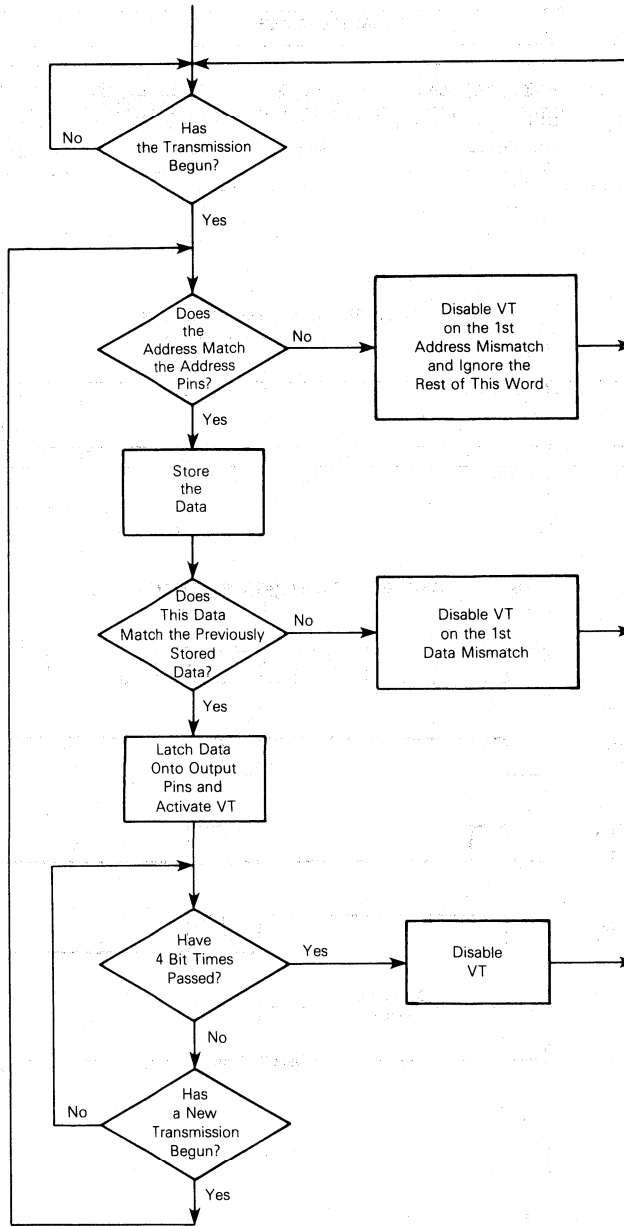 Has
the Transmission
Begun?
No
Yes
Does
the
Address Match
the Address
Pins?
No
Disable VT
on the 1st
Address Mismatch
and Ignore the
Rest of This Word
Yes
Store
the
Data
Does
This Data
Match the Previously
Stored
Data?
No
Disable VT
on the 1st
Data Mismatch
Yes
Latch Data
Onto Output
Pins and
Activate VT
Have
4 Bit Times
Passed?
Yes
Disable
VT
No
Has
a New
Transmission
Begun?
No
Yes